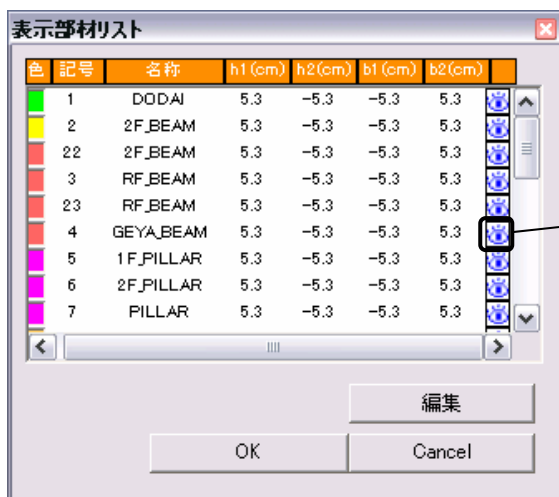 表示部材リスト
色 記号 名称 h1(cm) h2(cm) b1(cm) b2(cm)
1 DODAI 5.3 -5.3 -5.3 5.3
2 2F_BEAM 5.3 -5.3 -5.3 5.3
22 2F_BEAM 5.3 -5.3 -5.3 5.3
3 RF_BEAM 5.3 -5.3 -5.3 5.3
23 RF_BEAM 5.3 -5.3 -5.3 5.3
4 GEYA_BEAM 5.3 -5.3 -5.3 5.3
5 1F_PILLAR 5.3 -5.3 -5.3 5.3
6 2F_PILLAR 5.3 -5.3 -5.3 5.3
7 PILLAR 5.3 -5.3 -5.3 5.3
編集
OK Cancel